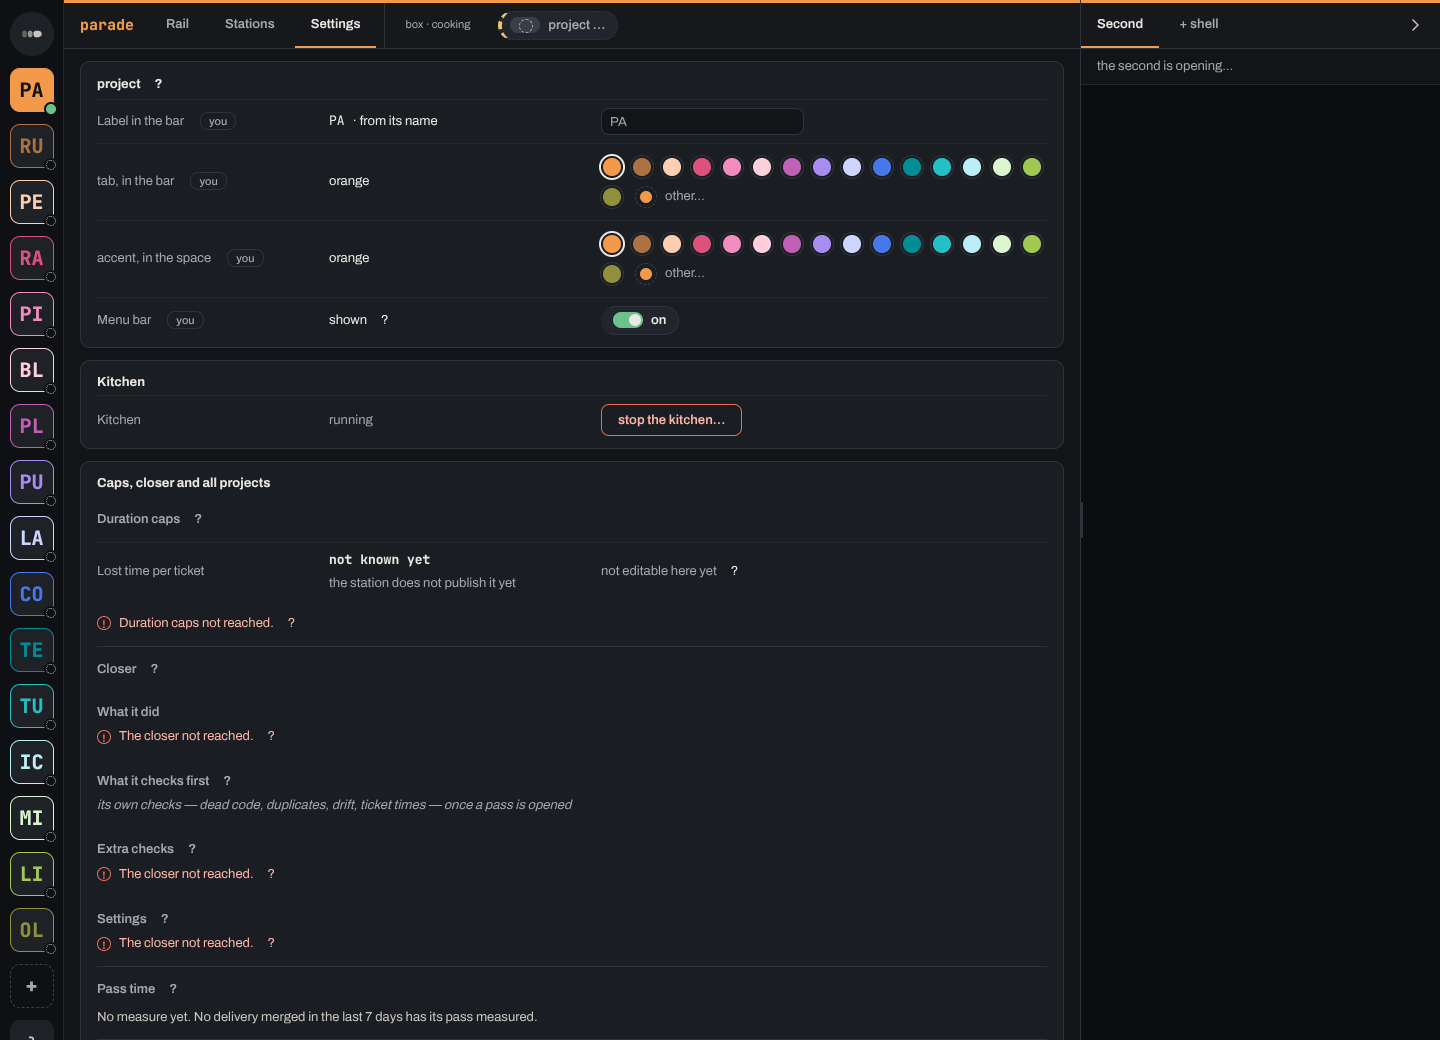 parade Rail Stations Settings box · cooking project ... Second + shell
the second is opening...
PA
RU
PE
RA
PI
BL
PL
PU
LA
CO
TE
TU
IC
MI
LI
OL
+
project ?
Label in the bar you PA · from its name PA
tab, in the bar you orange
other...
accent, in the space you orange
other...
Menu bar you shown ? on
Kitchen
Kitchen running stop the kitchen...
Caps, closer and all projects
Duration caps ?
Lost time per ticket not known yet not editable here yet ?
the station does not publish it yet
Duration caps not reached. ?
Closer ?
What it did
The closer not reached. ?
What it checks first ?
its own checks — dead code, duplicates, drift, ticket times — once a pass is opened
Extra checks ?
The closer not reached. ?
Settings ?
The closer not reached. ?
Pass time ?
No measure yet. No delivery merged in the last 7 days has its pass measured.